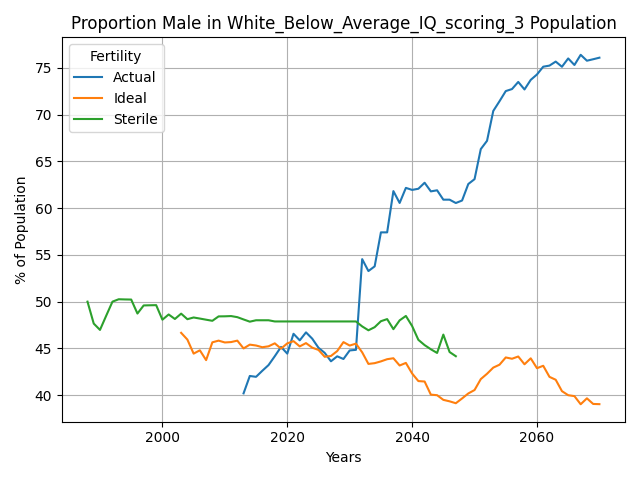 Proportion Male in White_Below_Average_IQ_scoring_3 Population
Fertility
Actual
Ideal
Sterile
% of Population
75
70
65
60
55
50
45
40
2000
2020
2040
2060
Years